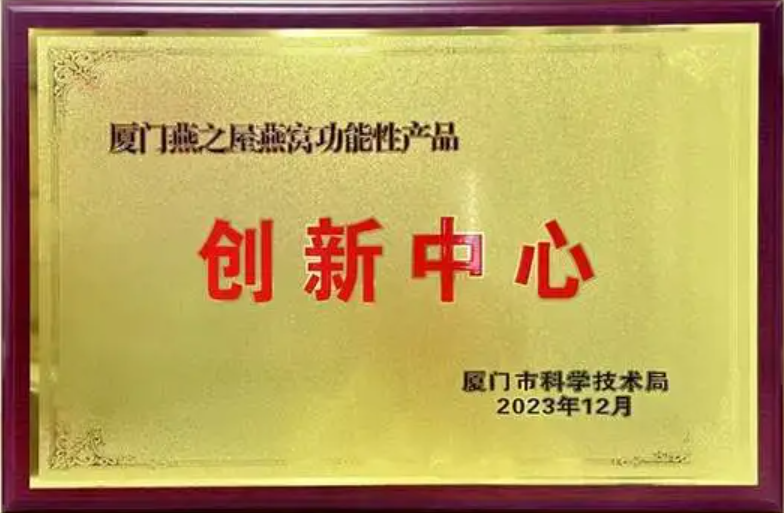 厦门燕之屋燕窝功能性产品
创新中心
厦门市科学技术局
2023年12月